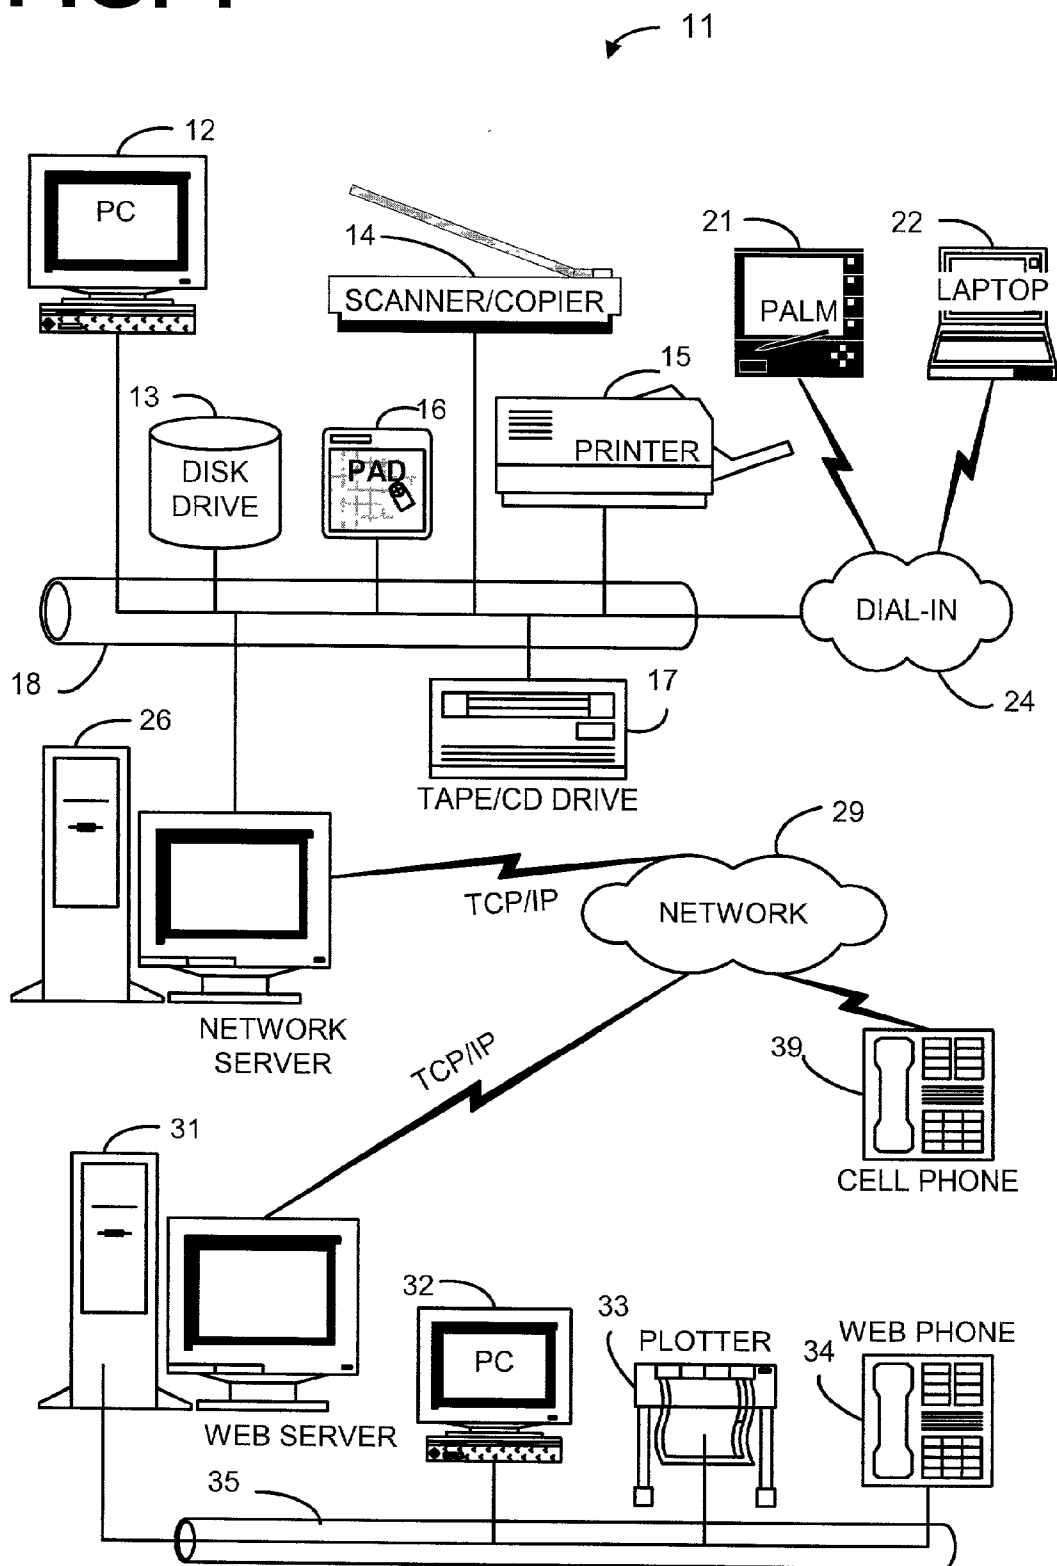 11
12
PC
14
SCANNER/COPIER
21
PALM
22
LAPTOP
13
DISK
DRIVE
16
PAD
15
PRINTER
DIAL-IN
18
17
24
26
TAPE/CD DRIVE
29
TCP/IP
NETWORK
NETWORK
SERVER
TCP/IP
39
CELL PHONE
31
32
PC
33
PLOTTER
WEB PHONE
34
WEB SERVER
35